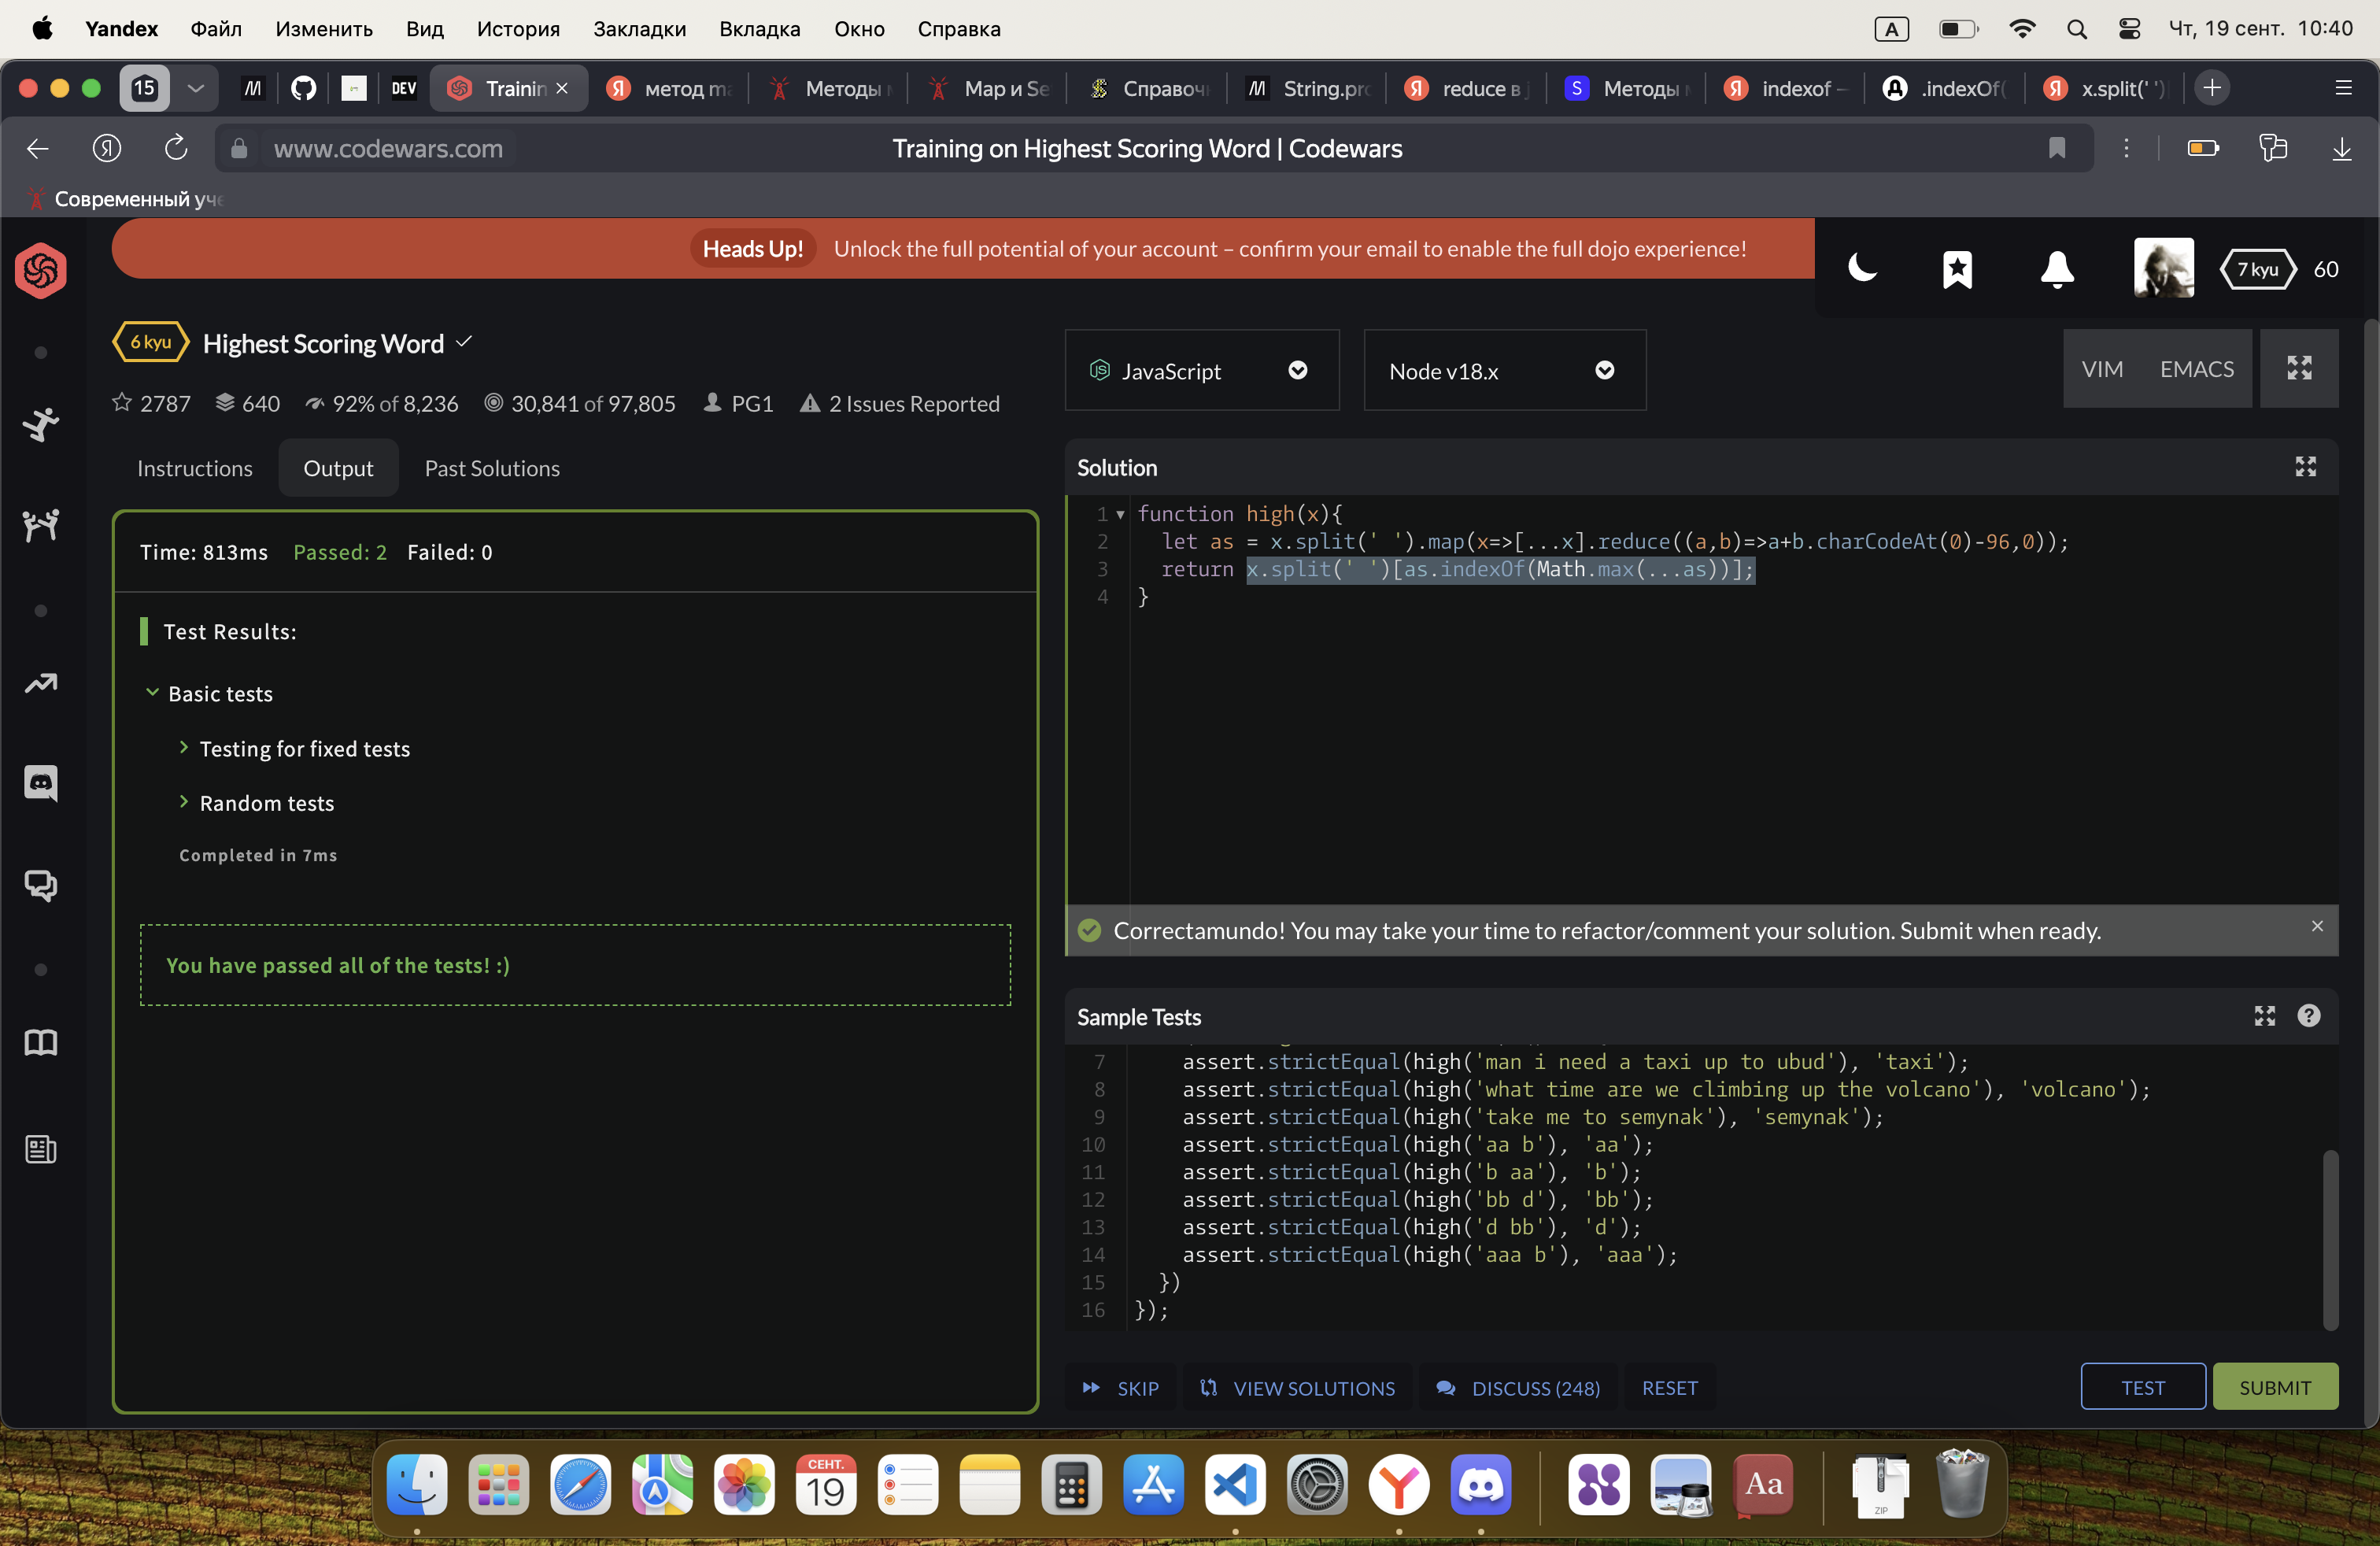 Yandex Файл Изменить Вид История Закладки Вкладка Окно Справка A Чт, 19 сент. 10:40
15 DEV Trainin метод ma Методы Map и Se Справоч String.pro reduce в j Методы indexof – .indexOf( x.split(' ')
Я www.codewars.com Training on Highest Scoring Word | Codewars
Современный уче
Heads Up! Unlock the full potential of your account – confirm your email to enable the full dojo experience!
7 kyu 60
6 kyu Highest Scoring Word
2787 640 92% of 8,236 30,841 of 97,805 PG1 2 Issues Reported
JavaScript Node v18.x VIM EMACS
Instructions Output Past Solutions
Time: 813ms Passed: 2 Failed: 0
Test Results:
Basic tests
Testing for fixed tests
Random tests
Completed in 7ms
You have passed all of the tests! :)
Solution
1 function high(x){
2 let as = x.split(' ').map(x=>[...x].reduce((a,b)=>a+b.charCodeAt(0)-96,0));
3 return x.split(' ')[as.indexOf(Math.max(...as))];
4 }
Correctamundo! You may take your time to refactor/comment your solution. Submit when ready.
Sample Tests
7 assert.strictEqual(high('man i need a taxi up to ubud'), 'taxi');
8 assert.strictEqual(high('what time are we climbing up the volcano'), 'volcano');
9 assert.strictEqual(high('take me to semynak'), 'semynak');
10 assert.strictEqual(high('aa b'), 'aa');
11 assert.strictEqual(high('b aa'), 'b');
12 assert.strictEqual(high('bb d'), 'bb');
13 assert.strictEqual(high('d bb'), 'd');
14 assert.strictEqual(high('aaa b'), 'aaa');
15 })
16 });
SKIP VIEW SOLUTIONS DISCUSS (248) RESET TEST SUBMIT
СЕНТ.
19
Aa
ZIP